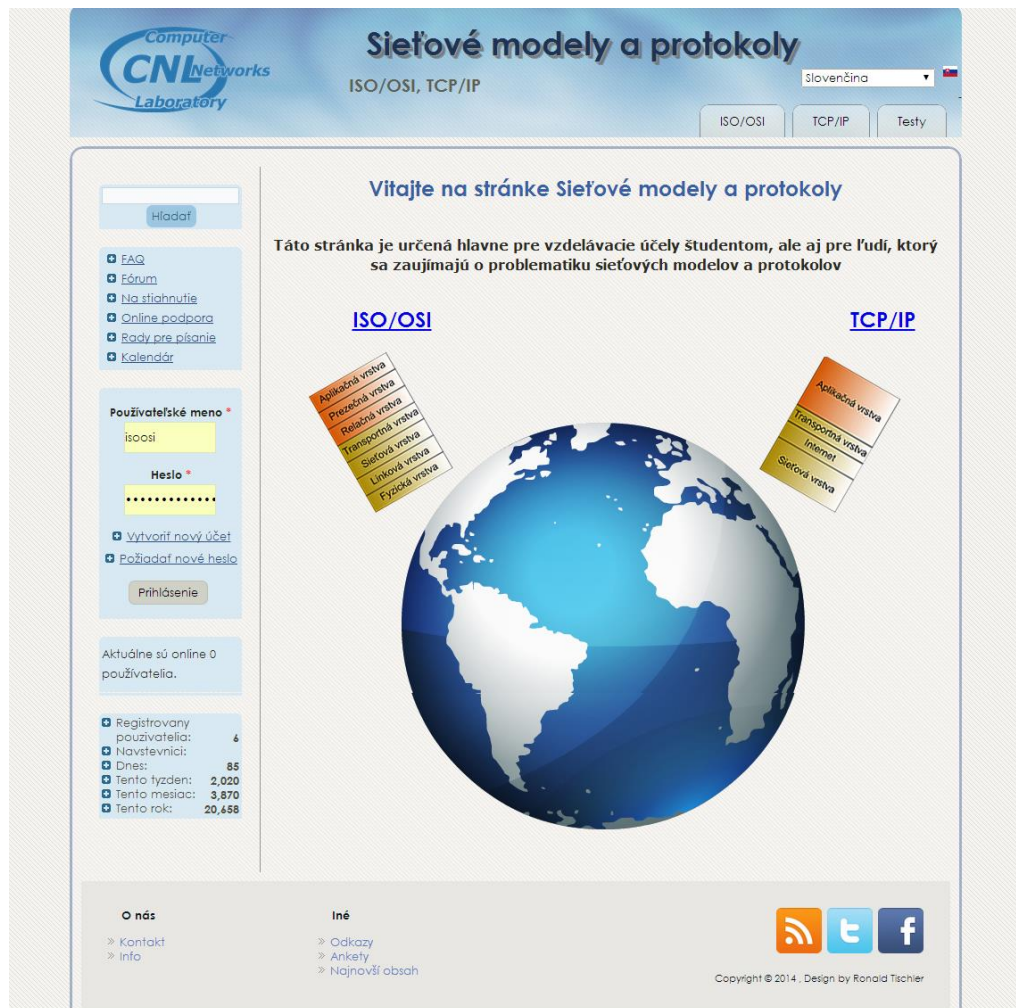 Computer
CNL Networks
Laboratory
Sieťové modely a protokoly
ISO/OSI, TCP/IP
Slovenčina
ISO/OSI
TCP/IP
Testy
Hľadať
FAQ
Fórum
Na stiahnutie
Online podpora
Rady pre písanie
Kalendár
Používateľské meno *
isoosi
Heslo *
Vytvoriť nový účet
Požiadať nové heslo
Prihlásenie
Aktuálne sú online 0
používatelia.
Registrovany
pouzivatelia: 6
Navstevnici:
Dnes: 85
Tento tyzden: 2,020
Tento mesiac: 3,870
Tento rok: 20,658
Vitajte na stránke Sieťové modely a protokoly
Táto stránka je určená hlavne pre vzdelávacie účely študentom, ale aj pre ľudí, ktorý
sa zaujímajú o problematiku sieťových modelov a protokolov
ISO/OSI
Aplikačná vrstva
Prezečná vrstva
Relačná vrstva
Transportná vrstva
Sieťová vrstva
Linková vrstva
Fyzická vrstva
TCP/IP
Aplikačná vrstva
Transportná vrstva
Internet
Sieťová vrstva
O nás
» Kontakt
» Info
Iné
» Odkazy
» Ankety
» Najnovší obsah
Copyright © 2014 , Design by Ronald Tischler